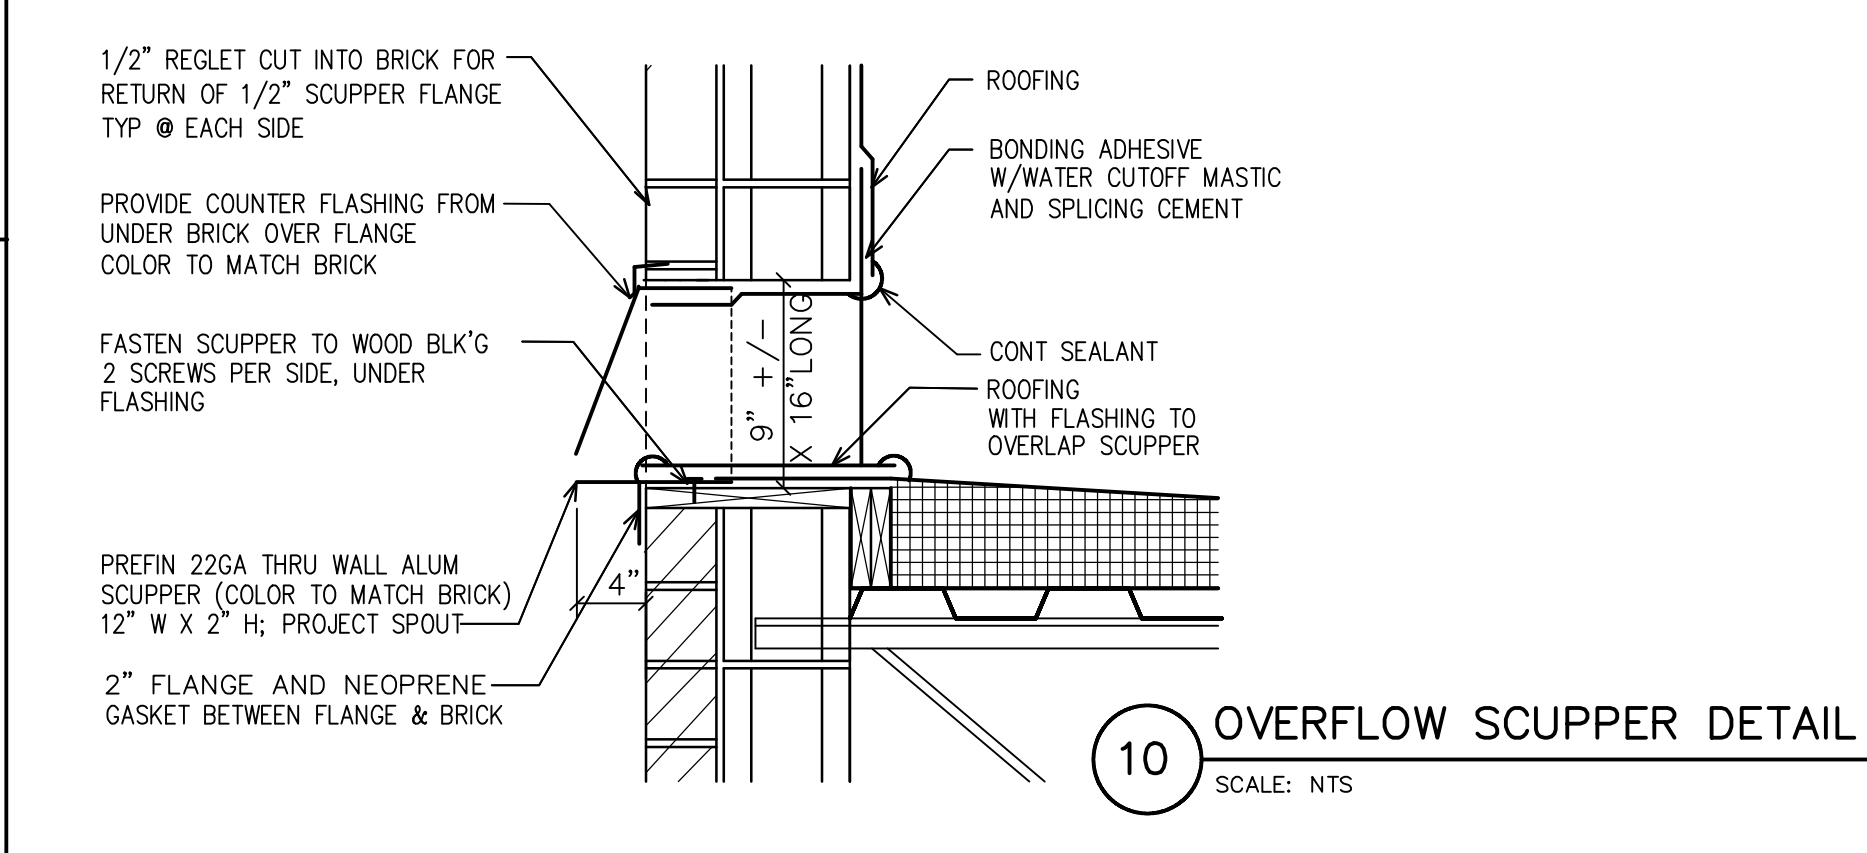 1/2" REGLET CUT INTO BRICK FOR
RETURN OF 1/2" SCUPPER FLANGE
TYP @ EACH SIDE
PROVIDE COUNTER FLASHING FROM
UNDER BRICK OVER FLANGE
COLOR TO MATCH BRICK
FASTEN SCUPPER TO WOOD BLK'G
2 SCREWS PER SIDE, UNDER
FLASHING
PREFIN 22GA THRU WALL ALUM
SCUPPER (COLOR TO MATCH BRICK)
12" W X 2" H; PROJECT SPOUT
2" FLANGE AND NEOPRENE
GASKET BETWEEN FLANGE & BRICK
4"
9" +/-
X 16"LONG
ROOFING
BONDING ADHESIVE
W/WATER CUTOFF MASTIC
AND SPLICING CEMENT
CONT SEALANT
ROOFING
WITH FLASHING TO
OVERLAP SCUPPER
10
OVERFLOW SCUPPER DETAIL
SCALE: NTS